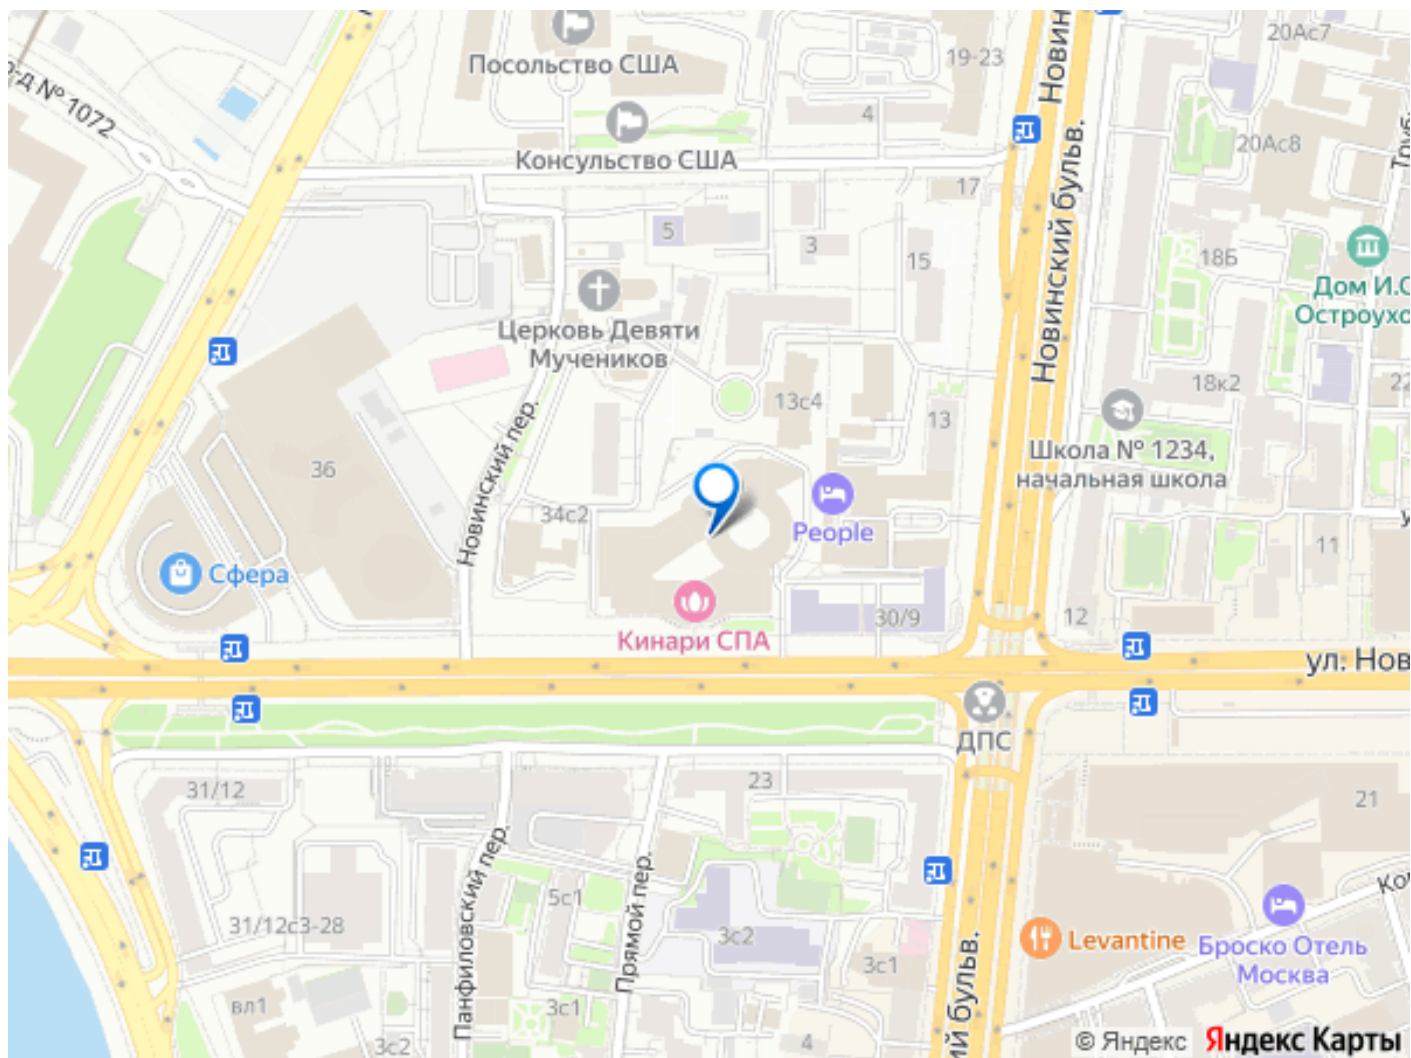 20Ас7
Посольство США
19-23
Новин
р-д № 1072
4
Консульство США
20Ас8
17
5
3
15
18Б
Новинский бульв.
Дом И.С
Остроухо
Церковь Девяти
Мучеников
18к2
22
13с4
13
Новинский пер.
Школа № 1234,
начальная школа
36
34с2
People
11
Сфера
30/9
12
Кинари СПА
ул. Нов
ДПС
31/12
23
21
Панфиловский пер.
Прямой пер.
5с1
31/12с3-28
3с2
3с1
Levantine
Броско Отель
Москва
вл1
3с1
3с2
4
ий бульв.
© Яндекс Яндекс Карты